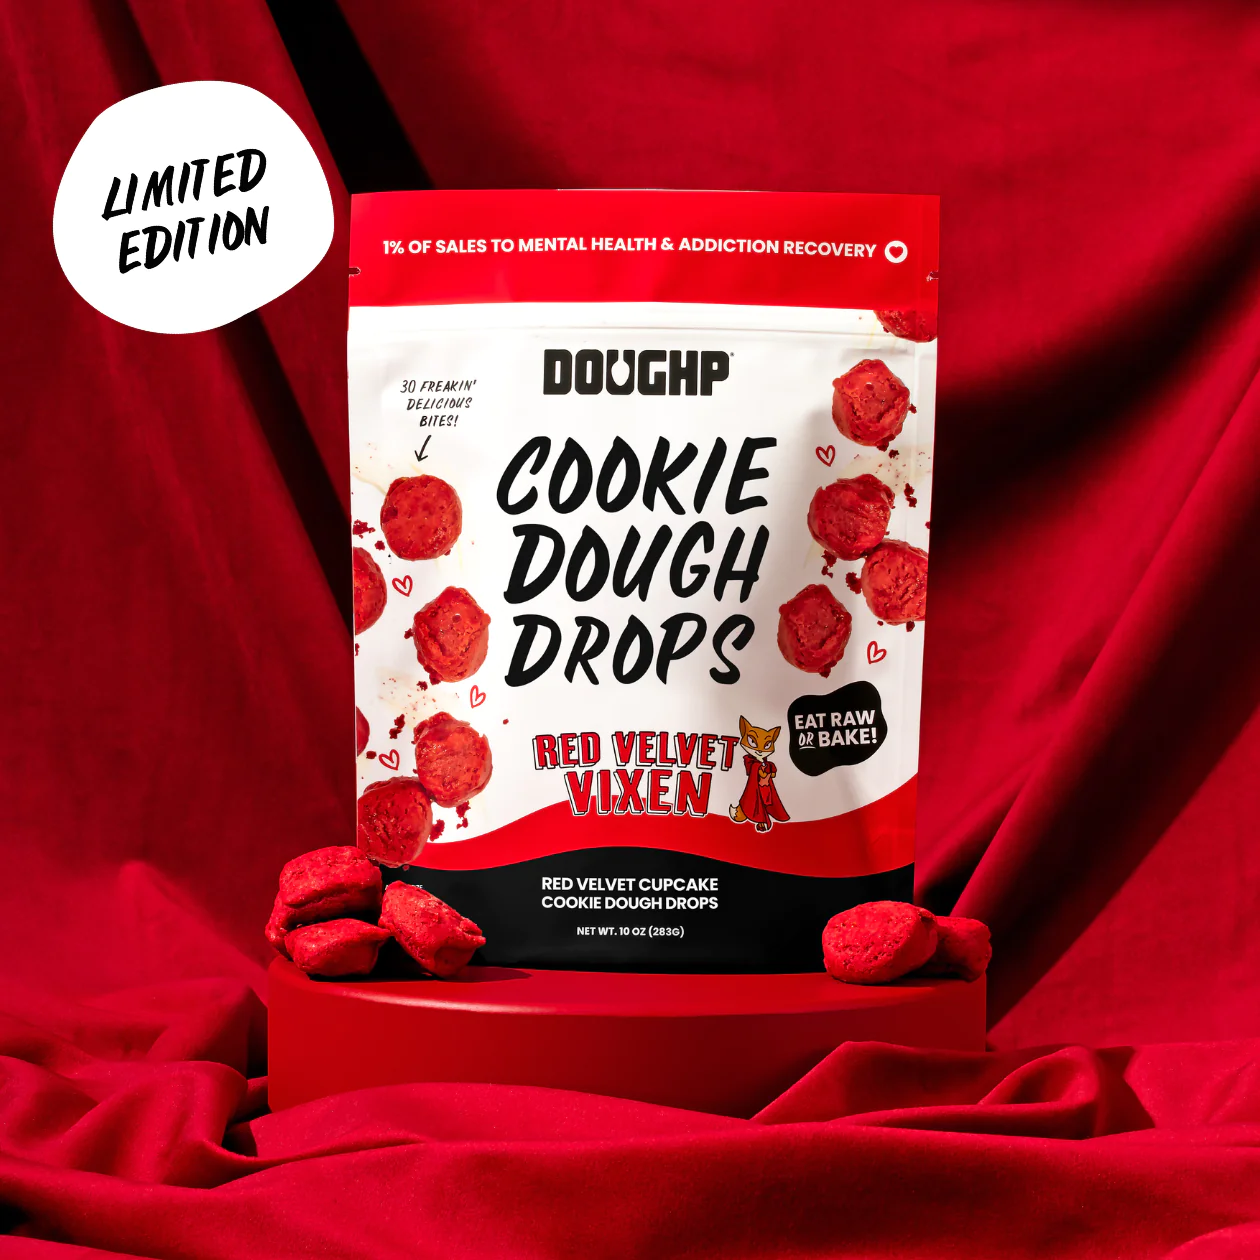 LIMITED
EDITION
1% OF SALES TO MENTAL HEALTH & ADDICTION RECOVERY
DOUGHP®
30 FREAKIN'
DELICIOUS
BITES!
COOKIE
DOUGH
DROPS
EAT RAW
OR BAKE!
RED VELVET
VIXEN
RED VELVET CUPCAKE
COOKIE DOUGH DROPS
NET WT. 10 OZ (283G)